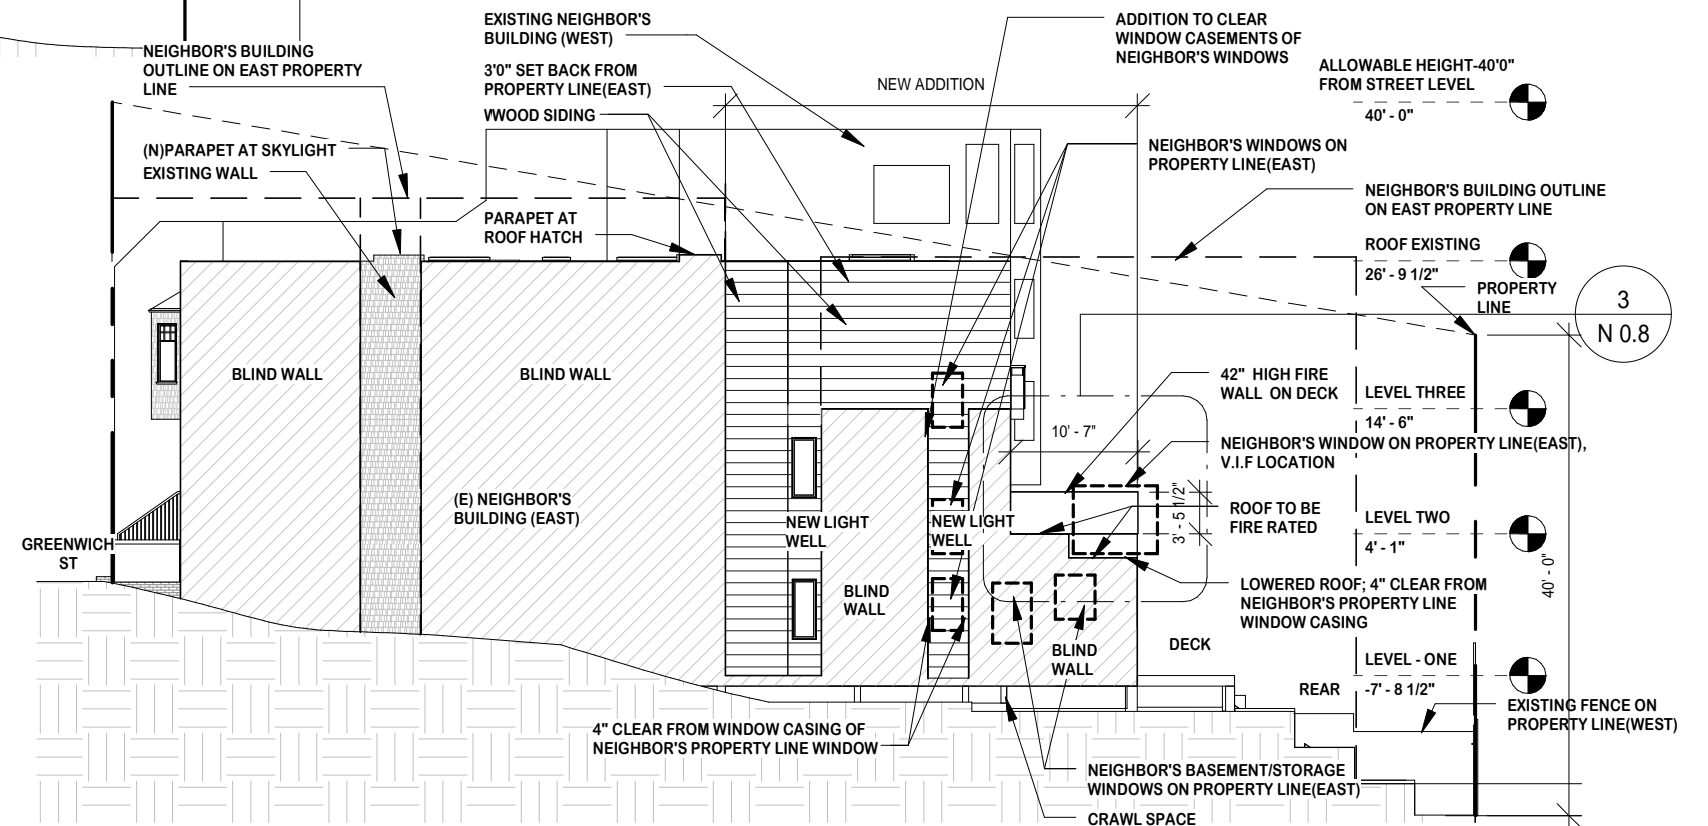 EXISTING NEIGHBOR'S
BUILDING (WEST)
ADDITION TO CLEAR
WINDOW CASEMENTS OF
NEIGHBOR'S WINDOWS
NEIGHBOR'S BUILDING
OUTLINE ON EAST PROPERTY
LINE
3'0" SET BACK FROM
PROPERTY LINE(EAST)
WOOD SIDING
NEW ADDITION
ALLOWABLE HEIGHT-40'0"
FROM STREET LEVEL
40' - 0"
(N)PARAPET AT SKYLIGHT
EXISTING WALL
NEIGHBOR'S WINDOWS ON
PROPERTY LINE(EAST)
NEIGHBOR'S BUILDING OUTLINE
ON EAST PROPERTY LINE
PARAPET AT
ROOF HATCH
ROOF EXISTING
26' - 9 1/2"
PROPERTY
LINE
3
N 0.8
BLIND WALL
BLIND WALL
42" HIGH FIRE
WALL ON DECK
LEVEL THREE
14' - 6"
10' - 7"
NEIGHBOR'S WINDOW ON PROPERTY LINE(EAST),
V.I.F LOCATION
(E) NEIGHBOR'S
BUILDING (EAST)
NEW LIGHT
WELL
NEW LIGHT
WELL
3' - 5 1/2"
ROOF TO BE
FIRE RATED
LEVEL TWO
4' - 1"
GREENWICH
ST
40' - 0"
BLIND
WALL
LOWERED ROOF; 4" CLEAR FROM
NEIGHBOR'S PROPERTY LINE
WINDOW CASING
BLIND
WALL
DECK
LEVEL - ONE
-7' - 8 1/2"
REAR
EXISTING FENCE ON
PROPERTY LINE(WEST)
4" CLEAR FROM WINDOW CASING OF
NEIGHBOR'S PROPERTY LINE WINDOW
NEIGHBOR'S BASEMENT/STORAGE
WINDOWS ON PROPERTY LINE(EAST)
CRAWL SPACE